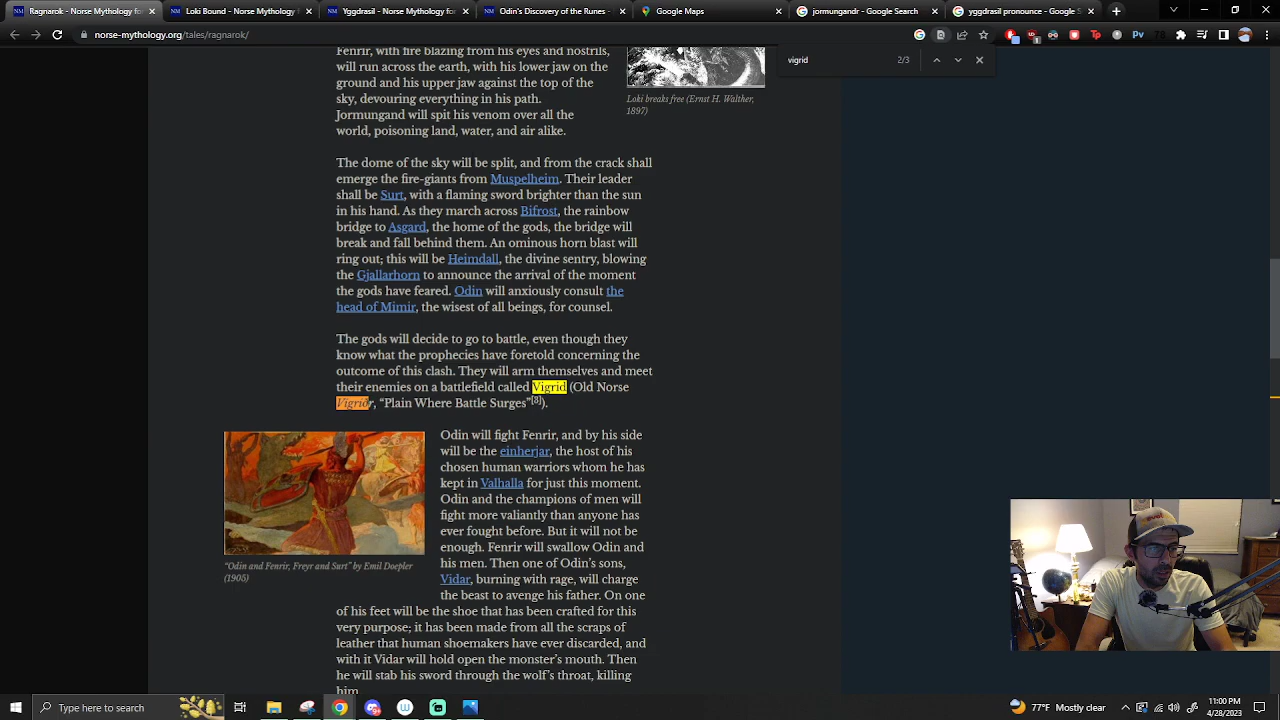 Ragnarok - Norse Mythology for
Loki Bound - Norse Mythology f
Yggdrasil - Norse Mythology fo
Odin's Discovery of the Runes -
Google Maps
jormungandr - Google Search
yggdrasil pronounce - Google S
norse-mythology.org/tales/ragnarok/
vigrid
2/3
Fenrir, with fire blazing from his eyes and nostrils,
will run across the earth, with his lower jaw on the
ground and his upper jaw against the top of the
sky, devouring everything in his path.
Jormungand will spit his venom over all the
world, poisoning land, water, and air alike.
Loki breaks free (Ernst H. Walther,
1897)
The dome of the sky will be split, and from the crack shall
emerge the fire-giants from Muspelheim. Their leader
shall be Surt, with a flaming sword brighter than the sun
in his hand. As they march across Bifrost, the rainbow
bridge to Asgard, the home of the gods, the bridge will
break and fall behind them. An ominous horn blast will
ring out; this will be Heimdall, the divine sentry, blowing
the Gjallarhorn to announce the arrival of the moment
the gods have feared. Odin will anxiously consult the
head of Mimir, the wisest of all beings, for counsel.
The gods will decide to go to battle, even though they
know what the prophecies have foretold concerning the
outcome of this clash. They will arm themselves and meet
their enemies on a battlefield called Vigrid (Old Norse
Vígríðr, “Plain Where Battle Surges”[3]).
Odin will fight Fenrir, and by his side
will be the einherjar, the host of his
chosen human warriors whom he has
kept in Valhalla for just this moment.
Odin and the champions of men will
fight more valiantly than anyone has
ever fought before. But it will not be
enough. Fenrir will swallow Odin and
his men. Then one of Odin’s sons,
Vidar, burning with rage, will charge
the beast to avenge his father. On one
of his feet will be the shoe that has been crafted for this
very purpose; it has been made from all the scraps of
leather that human shoemakers have ever discarded, and
with it Vidar will hold open the monster’s mouth. Then
he will stab his sword through the wolf’s throat, killing
him.
“Odin and Fenrir, Freyr and Surt” by Emil Doepler
(1905)
Type here to search
77°F Mostly clear
11:00 PM
4/28/2023